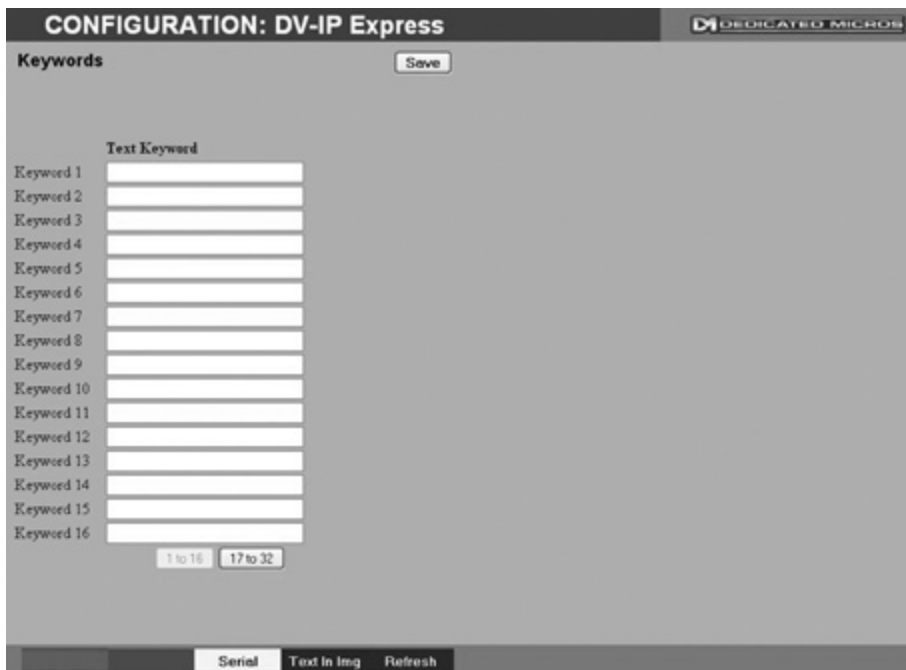 CONFIGURATION: DV-IP Express
DEDICATED MICROS
Keywords
Save
Text Keyword
Keyword 1
Keyword 2
Keyword 3
Keyword 4
Keyword 5
Keyword 6
Keyword 7
Keyword 8
Keyword 9
Keyword 10
Keyword 11
Keyword 12
Keyword 13
Keyword 14
Keyword 15
Keyword 16
1 to 16 17 to 32
Serial Text In Img Refresh